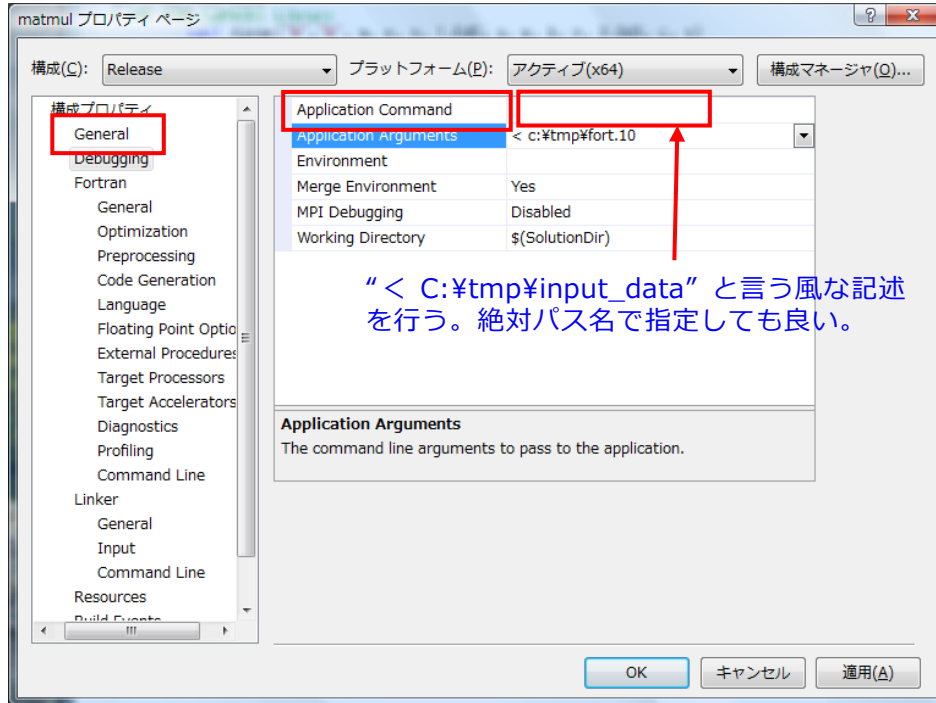 matmul プロパティ ページ
構成(C): Release プラットフォーム(P): アクティブ(x64) 構成マネージャ(O)...
構成プロパティ
General
Debugging
Fortran
General
Optimization
Preprocessing
Code Generation
Language
Floating Point Optio
External Procedures
Target Processors
Target Accelerators
Diagnostics
Profiling
Command Line
Linker
General
Input
Command Line
Resources
Build Events
Application Command
Application Arguments < c:¥tmp¥fort.10
Environment
Merge Environment Yes
MPI Debugging Disabled
Working Directory $(SolutionDir)
“< C:¥tmp¥input_data” と言う風な記述
を行う。絶対パス名で指定しても良い。
Application Arguments
The command line arguments to pass to the application.
OK キャンセル 適用(A)